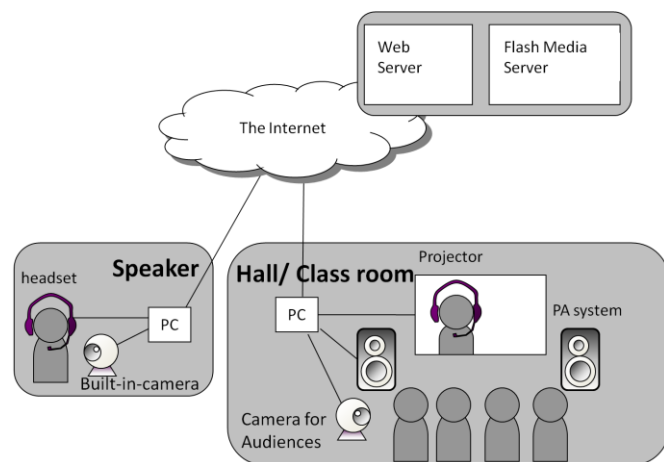 Web
Server
Flash Media
Server
The Internet
Speaker
headset
PC
Built-in-camera
Hall/ Class room
Projector
PC
PA system
Camera for
Audiences